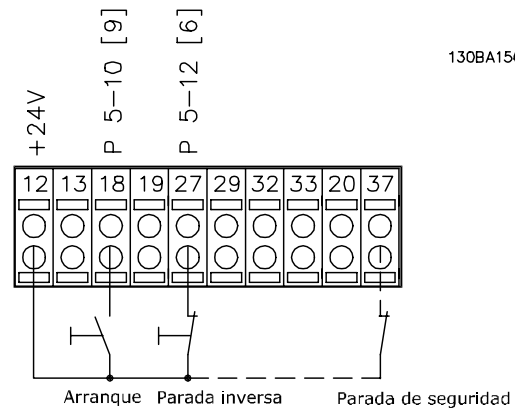 130BA156
+24V
P 5-10 [9]
P 5-12 [6]
12 13 18 19 27 29 32 33 20 37
Arranque Parada inversa Parada de seguridad